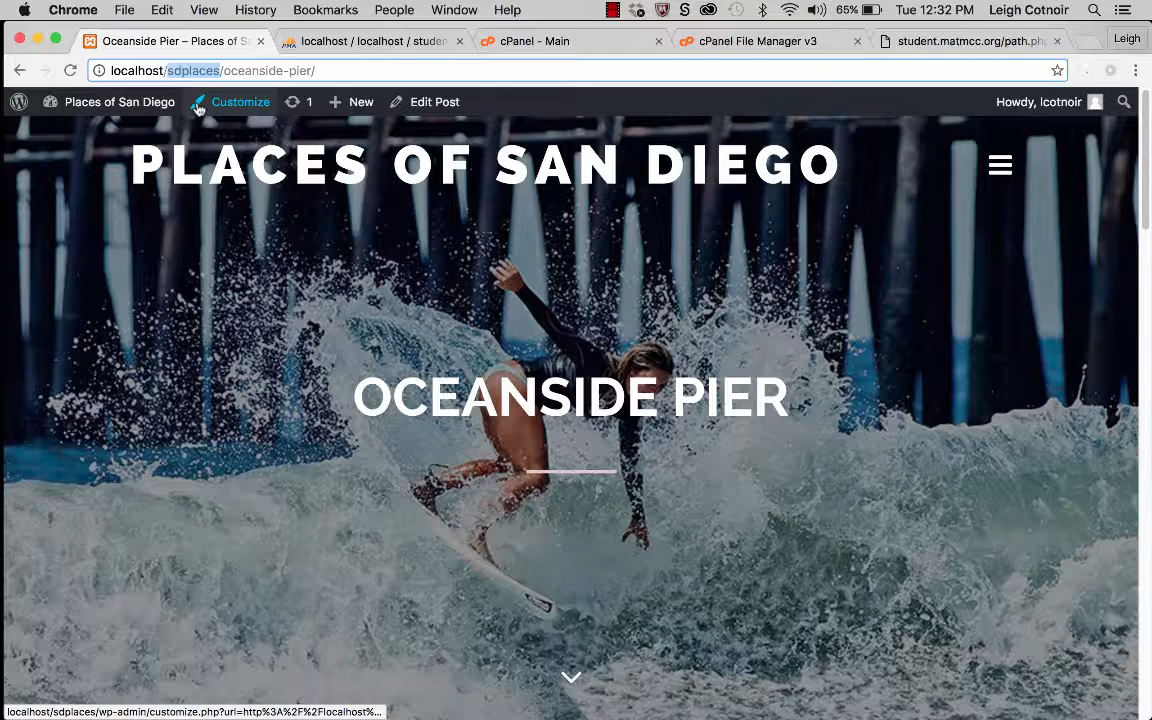 Chrome File Edit View History Bookmarks People Window Help 65% Tue 12:32 PM Leigh Cotnoir
Oceanside Pier – Places of S localhost / localhost / studen cPanel - Main cPanel File Manager v3 student.matmcc.org/path.ph Leigh
localhost/sdplaces/oceanside-pier/
Places of San Diego Customize 1 New Edit Post Howdy, lcotnoir
PLACES OF SAN DIEGO
OCEANSIDE PIER
localhost/sdplaces/wp-admin/customize.php?url=http%3A%2F%2Flocalhost%...